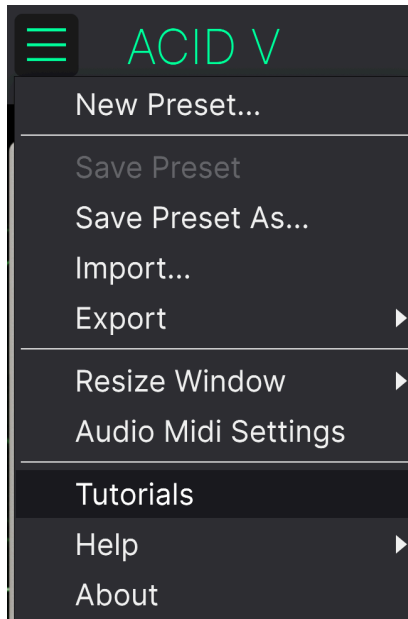 ACID V
New Preset...
Save Preset
Save Preset As...
Import...
Export
Resize Window
Audio Midi Settings
Tutorials
Help
About